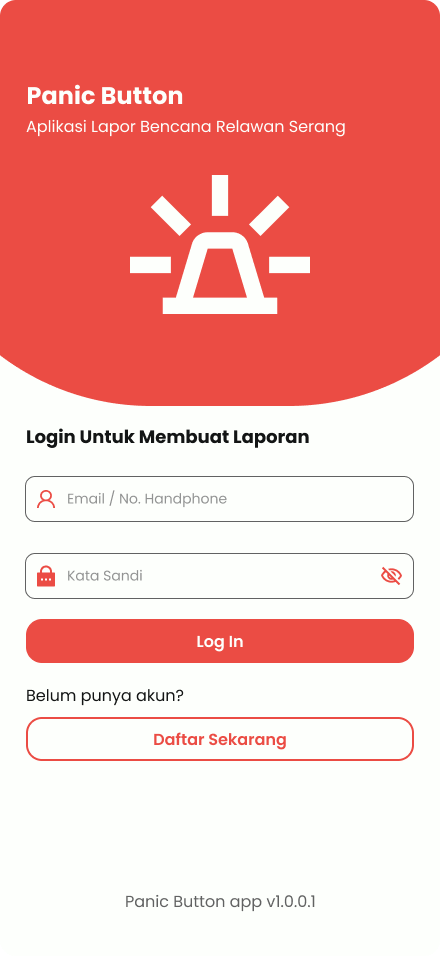 Panic Button
Aplikasi Lapor Bencana Relawan Serang
Login Untuk Membuat Laporan
Email / No. Handphone
Kata Sandi
Log In
Belum punya akun?
Daftar Sekarang
Panic Button app v1.0.0.1